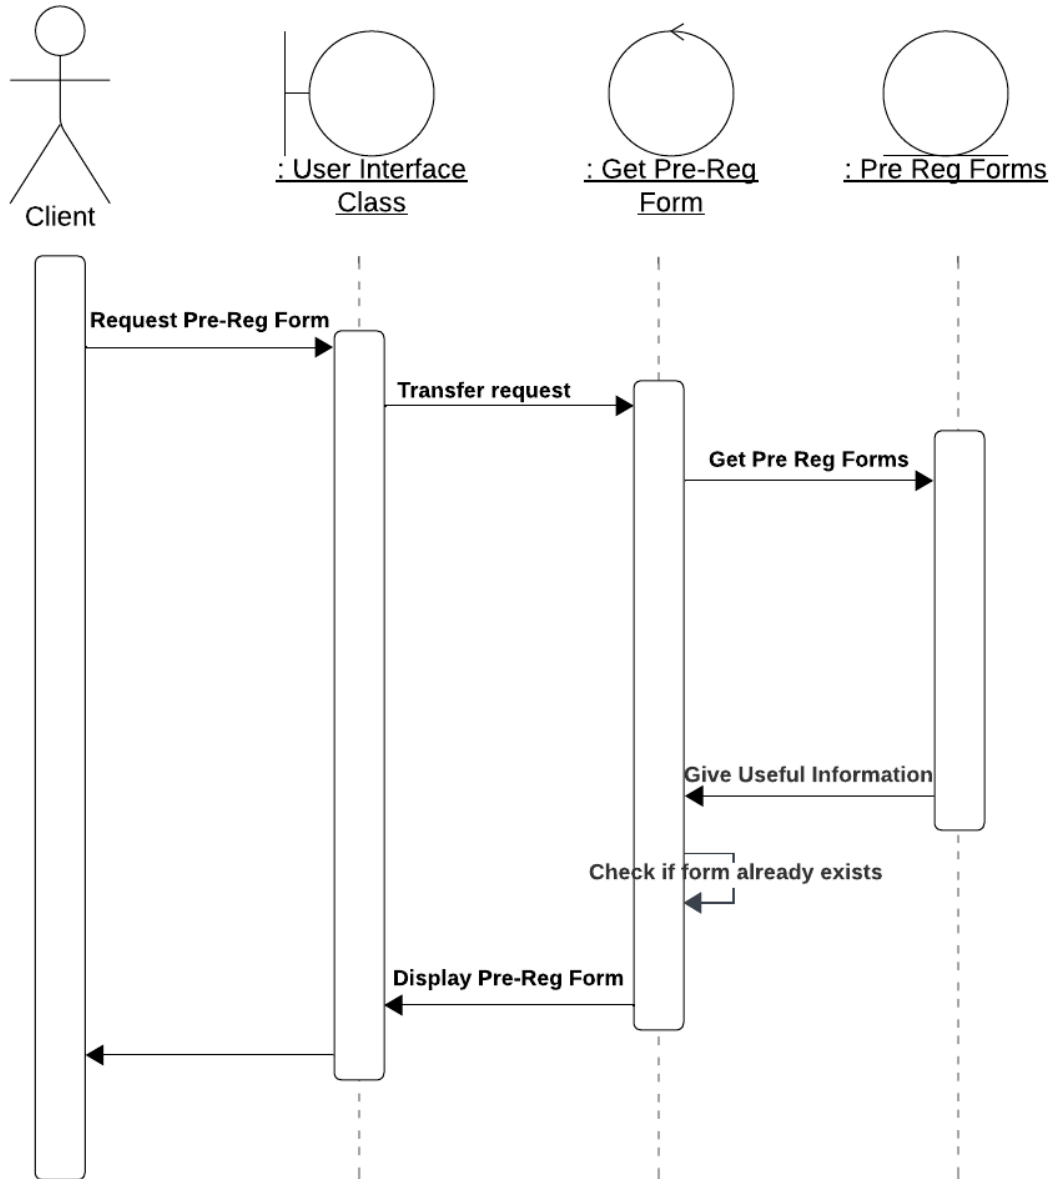 Client
: User Interface
Class
: Get Pre-Reg
Form
: Pre Reg Forms
Request Pre-Reg Form
Transfer request
Get Pre Reg Forms
Give Useful Information
Check if form already exists
Display Pre-Reg Form